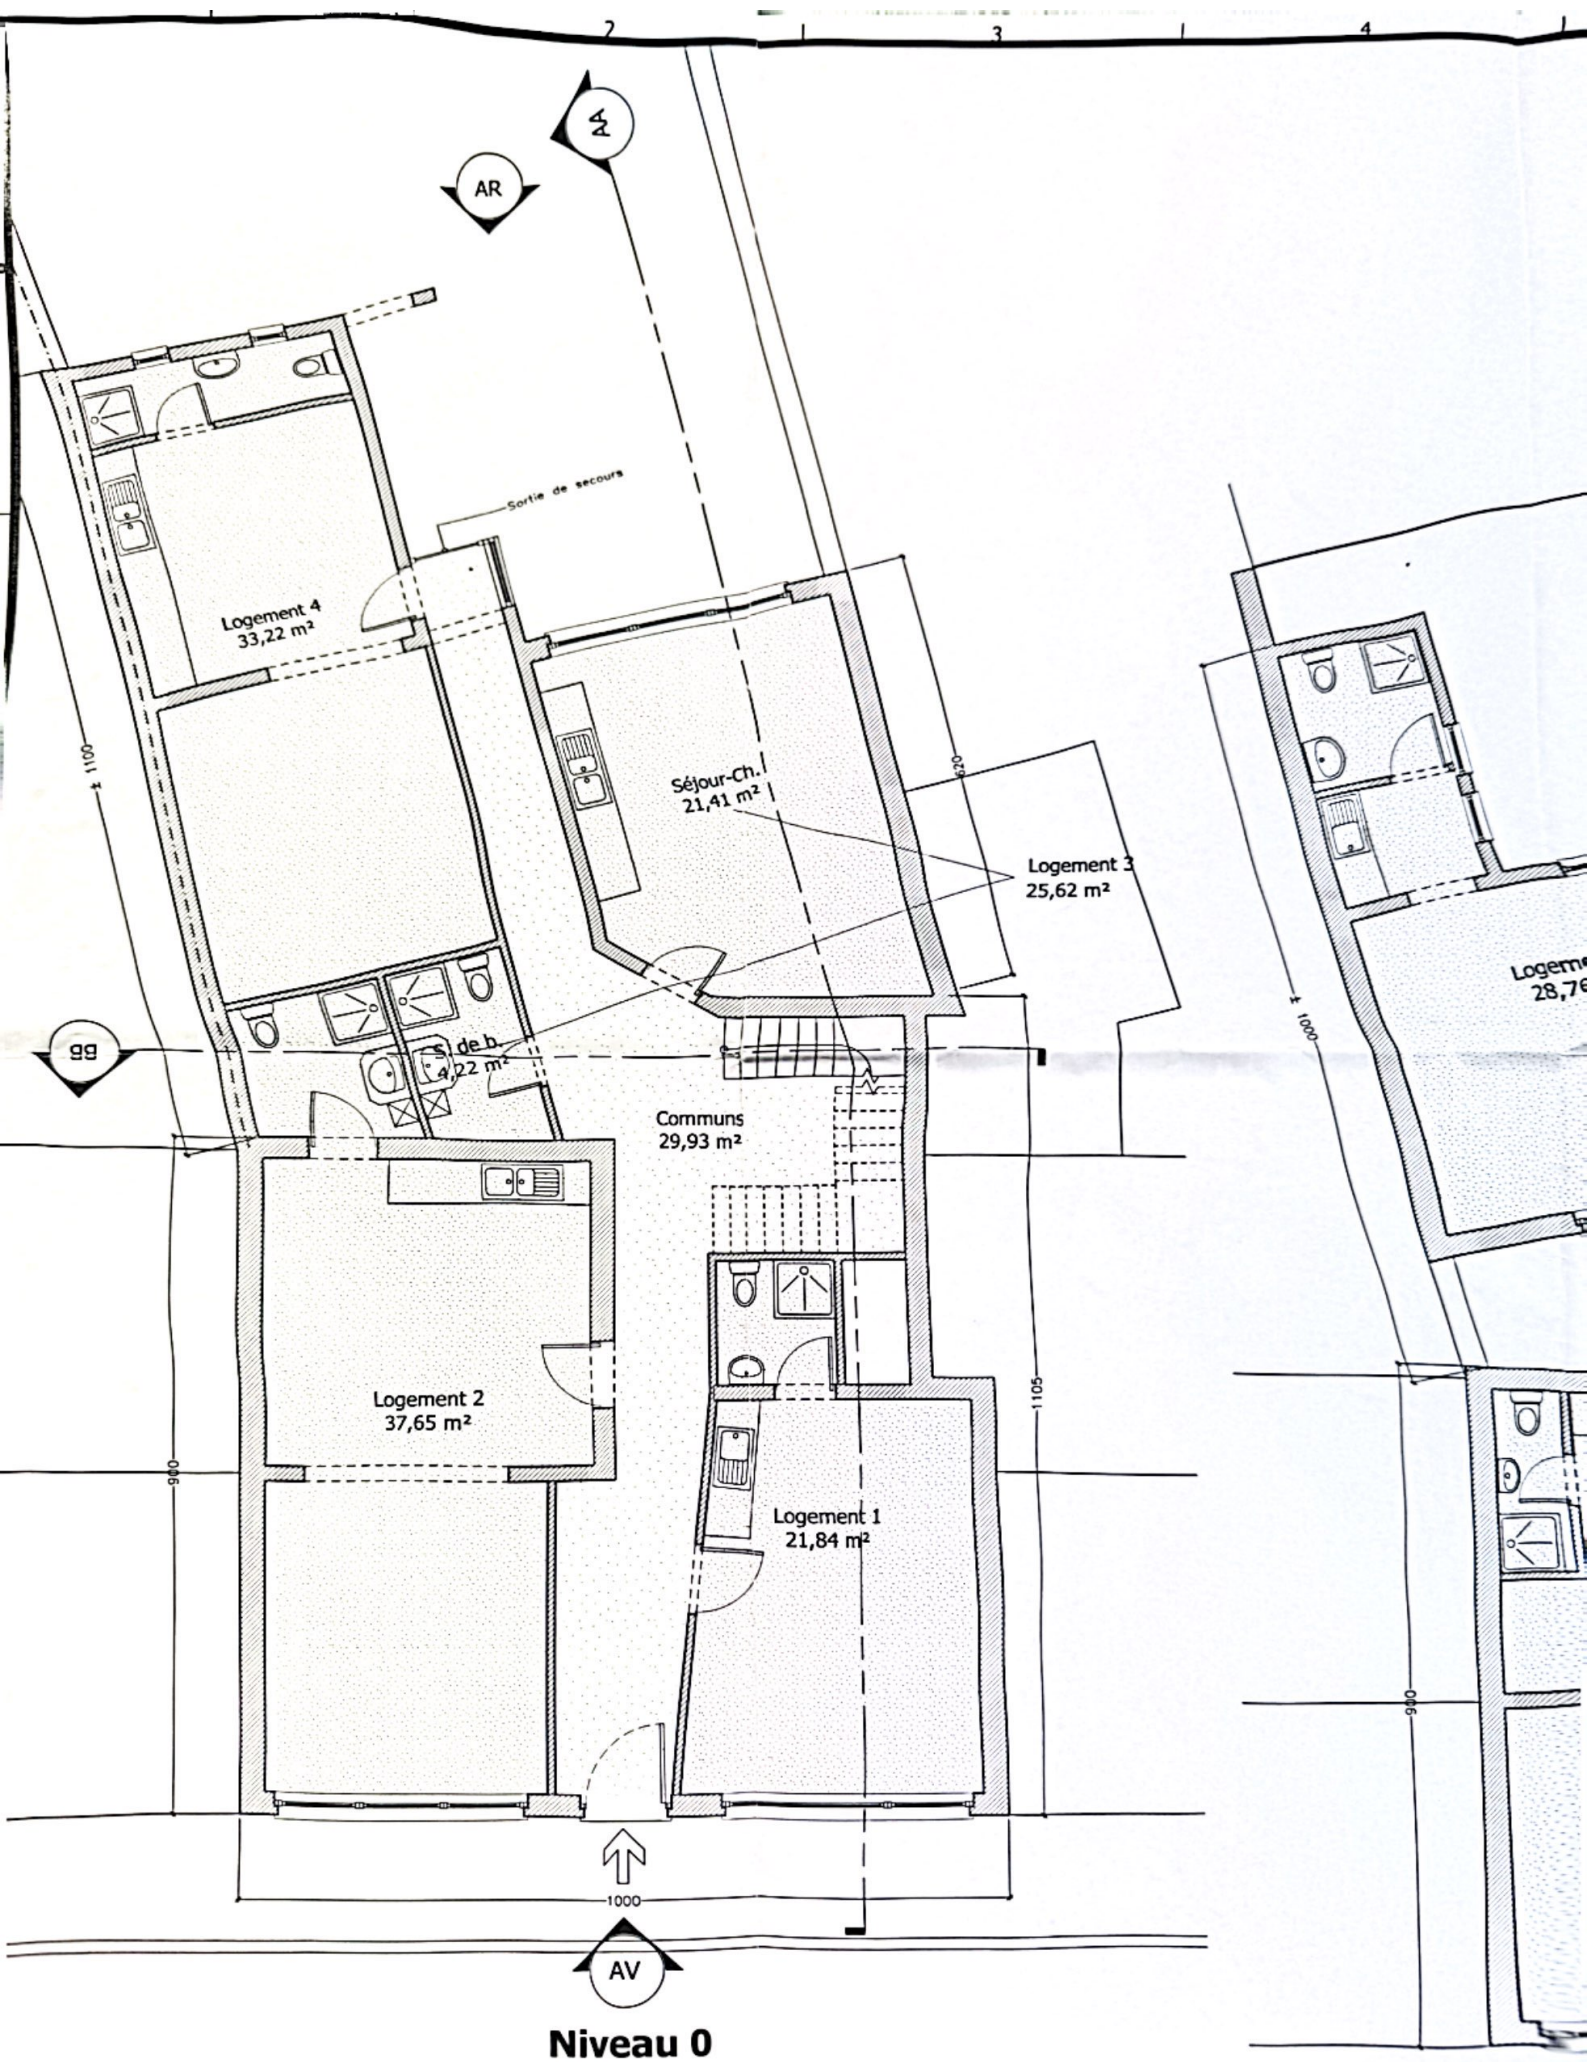 2
3
4
AA
AR
Sortie de secours
Logement 4
33,22 m²
± 1100
Séjour-Ch.
21,41 m²
620
Logement 3
25,62 m²
28,76
BB
S. de b.
4,22 m²
± 1000
Communs
29,93 m²
Logement 2
37,65 m²
1105
900
Logement 1
21,84 m²
900
1000
AV
Niveau 0